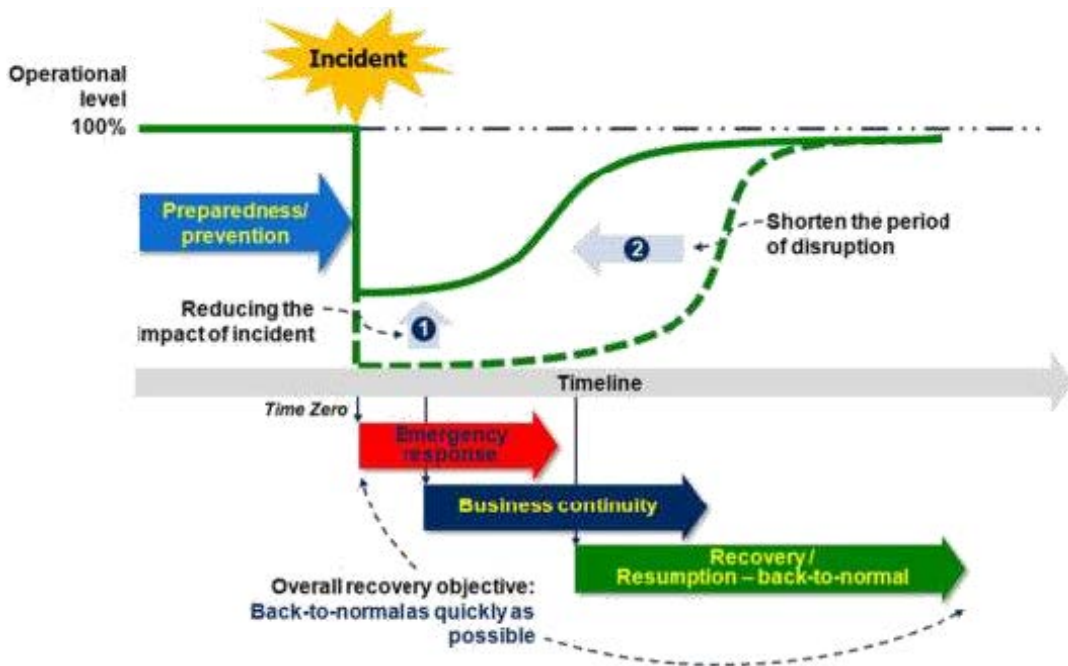 Incident
Operational
level
100%
Preparedness/
prevention
2
Shorten the period
of disruption
Reducing the
impact of incident
1
Timeline
Time Zero
Emergency
response
Business continuity
Recovery /
Resumption – back-to-normal
Overall recovery objective:
Back-to-normalas quickly as
possible